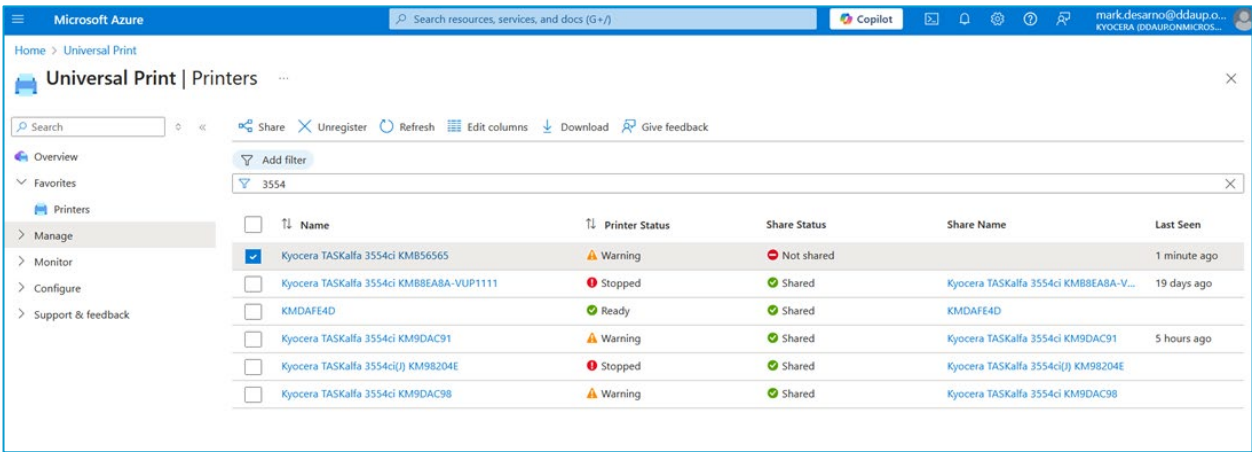 Microsoft Azure
Search resources, services, and docs (G+/)
Copilot
mark.desarno@ddaup.o...
KYOCERA (DDAUP.ONMICROS...
Home > Universal Print
Universal Print | Printers ...
Search
Share Unregister Refresh Edit columns Download Give feedback
Overview
Add filter
Favorites
3554
Printers
Name Printer Status Share Status Share Name Last Seen
Manage
Kyocera TASKalfa 3554ci KMB56565 Warning Not shared 1 minute ago
Monitor
Kyocera TASKalfa 3554ci KMB8EA8A-VUP1111 Stopped Shared Kyocera TASKalfa 3554ci KMB8EA8A-V... 19 days ago
Configure
Support & feedback
KMDAFE4D Ready Shared KMDAFE4D
Kyocera TASKalfa 3554ci KM9DAC91 Warning Shared Kyocera TASKalfa 3554ci KM9DAC91 5 hours ago
Kyocera TASKalfa 3554ci(J) KM98204E Stopped Shared Kyocera TASKalfa 3554ci(J) KM98204E
Kyocera TASKalfa 3554ci KM9DAC98 Warning Shared Kyocera TASKalfa 3554ci KM9DAC98